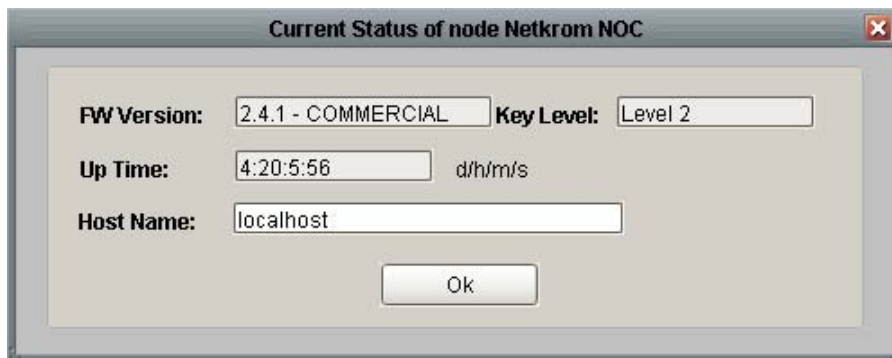 Current Status of node Netkrom NOC
FW Version: 2.4.1 - COMMERCIAL Key Level: Level 2
Up Time: 4:20:5:56 d/h/m/s
Host Name: localhost
Ok